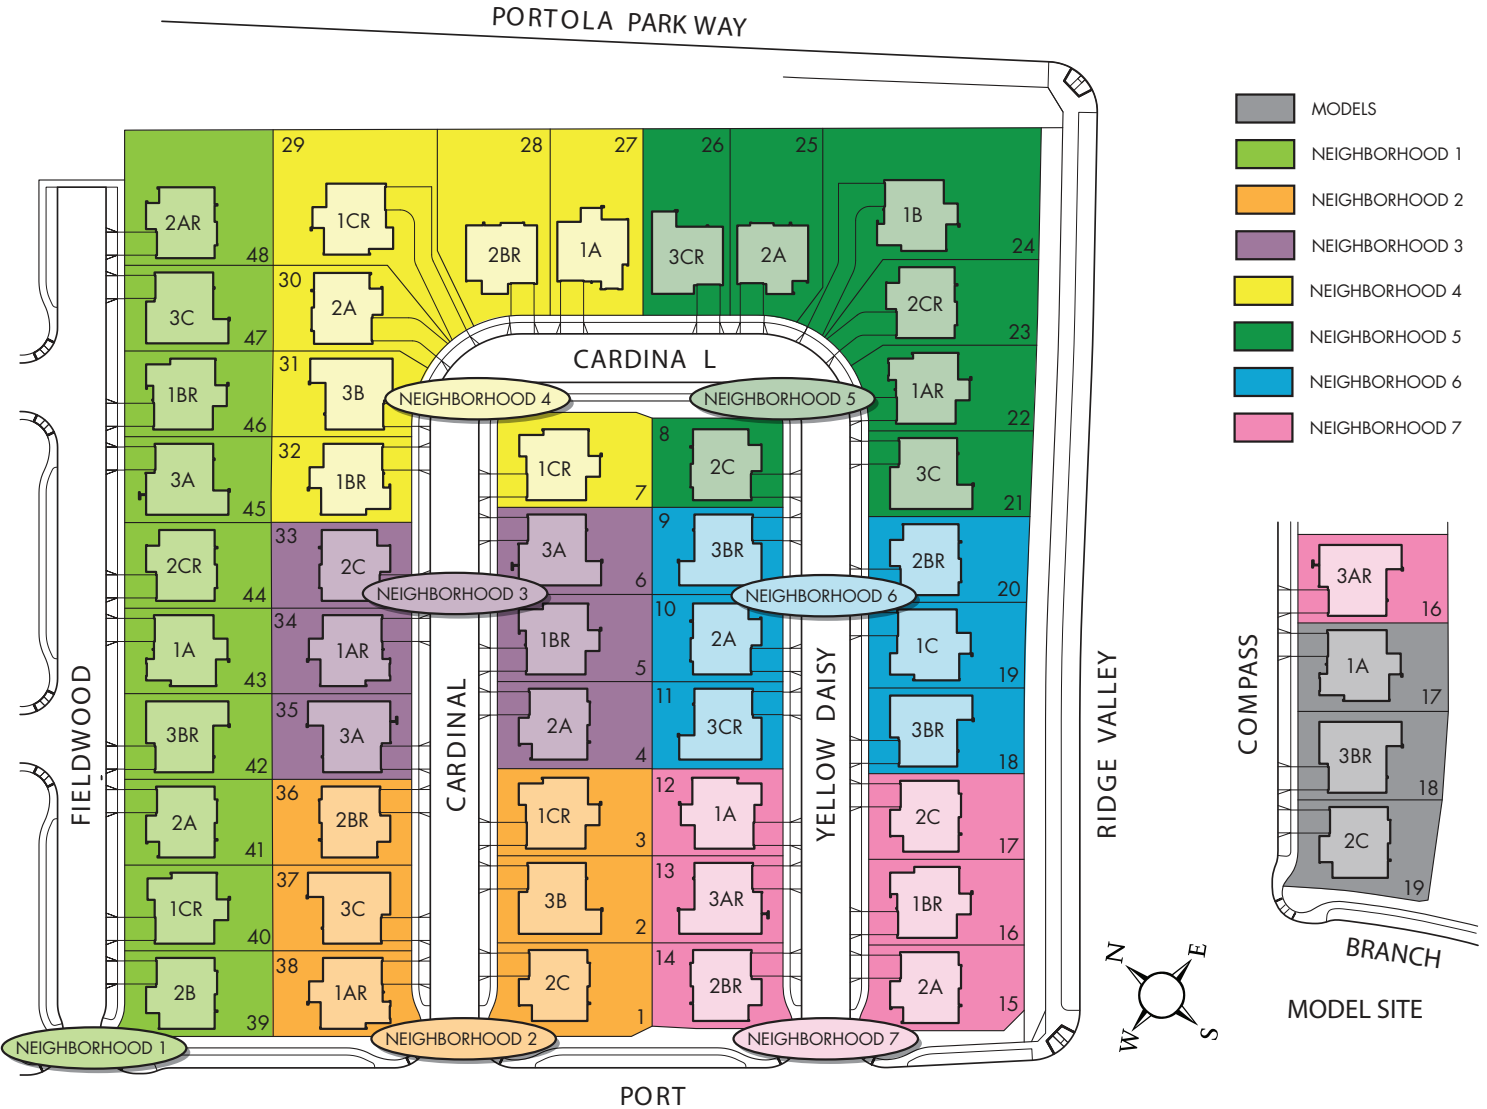 PORTOLA PARKWAY
MODELS
NEIGHBORHOOD 1
NEIGHBORHOOD 2
NEIGHBORHOOD 3
NEIGHBORHOOD 4
NEIGHBORHOOD 5
NEIGHBORHOOD 6
NEIGHBORHOOD 7
29
28
27
26
25
2AR
48
1CR
2BR
1A
3CR
2A
1B
24
30
3C
47
2A
2CR
23
CARDINA L
31
1BR
46
3B
NEIGHBORHOOD 4
NEIGHBORHOOD 5
1AR
22
32
3A
45
1BR
1CR
7
8
2C
3C
21
33
2CR
44
2C
3A
6
9
3BR
2BR
20
NEIGHBORHOOD 3
NEIGHBORHOOD 6
34
1A
43
1AR
1BR
5
10
2A
1C
19
35
3BR
42
3A
2A
4
11
3CR
3BR
18
FIELDWOOD
CARDINAL
YELLOW DAISY
RIDGE VALLEY
36
2A
41
2BR
1CR
3
12
1A
2C
17
37
1CR
40
3C
3B
2
13
3AR
1BR
16
38
2B
39
1AR
2C
1
14
2BR
2A
15
NEIGHBORHOOD 1
NEIGHBORHOOD 2
NEIGHBORHOOD 7
PORT
COMPASS
3AR
16
1A
17
3BR
18
2C
19
BRANCH
MODEL SITE
N
E
W
S